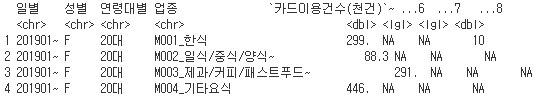 일별 성별 연령대별 업종 `카드이용건수(천건)`~ ...6 ...7 ...8
<chr> <chr> <chr> <chr> <dbl> <lgl> <lgl> <dbl>
1 201901~ F 20대 M001_한식 299. NA NA 10
2 201901~ F 20대 M002_일식/중식/양식~ 88.3 NA NA NA
3 201901~ F 20대 M003_제과/커피/패스트푸드~ 291. NA NA NA
4 201901~ F 20대 M004_기타요식 446. NA NA NA